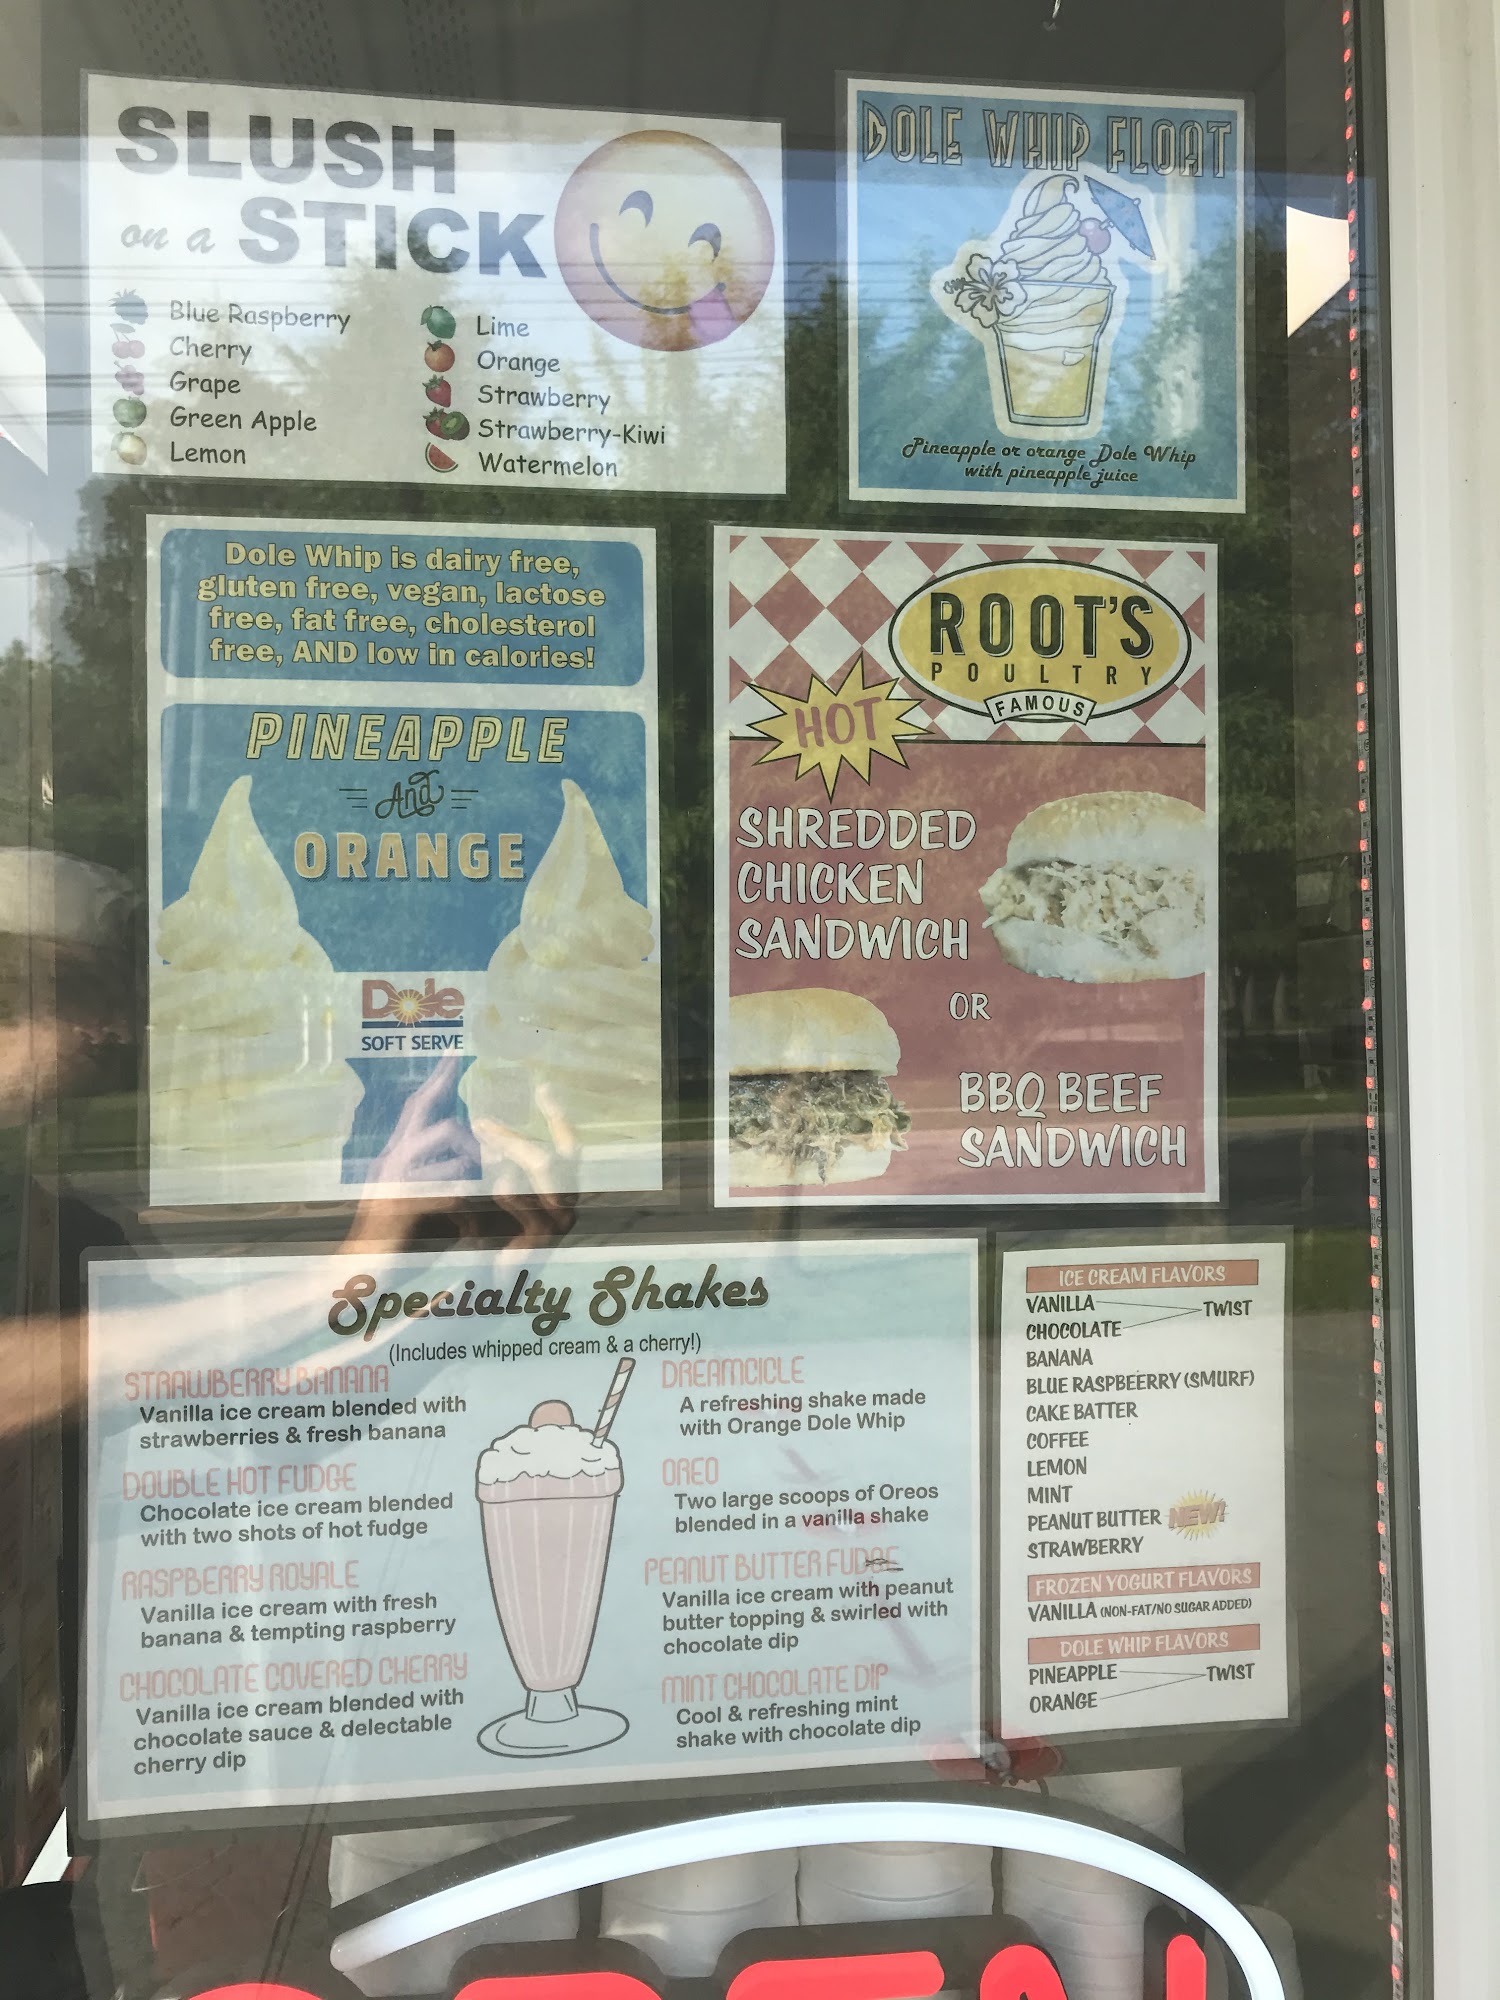 SLUSH
on a STICK
Blue Raspberry
Cherry
Grape
Green Apple
Lemon
Lime
Orange
Strawberry
Strawberry-Kiwi
Watermelon
DOLE WHIP FLOAT
Pineapple or orange Dole Whip
with pineapple juice
Dole Whip is dairy free,
gluten free, vegan, lactose
free, fat free, cholesterol
free, AND low in calories!
PINEAPPLE
And
ORANGE
Dole
SOFT SERVE
ROOT'S
POULTRY
FAMOUS
HOT
SHREDDED
CHICKEN
SANDWICH
OR
BBQ BEEF
SANDWICH
Specialty Shakes
(Includes whipped cream & a cherry!)
STRAWBERRY BANANA
Vanilla ice cream blended with
strawberries & fresh banana
DOUBLE HOT FUDGE
Chocolate ice cream blended
with two shots of hot fudge
RASPBERRY ROYALE
Vanilla ice cream with fresh
banana & tempting raspberry
CHOCOLATE COVERED CHERRY
Vanilla ice cream blended with
chocolate sauce & delectable
cherry dip
DREAMCICLE
A refreshing shake made
with Orange Dole Whip
OREO
Two large scoops of Oreos
blended in a vanilla shake
PEANUT BUTTER FUDGE
Vanilla ice cream with peanut
butter topping & swirled with
chocolate dip
MINT CHOCOLATE DIP
Cool & refreshing mint
shake with chocolate dip
ICE CREAM FLAVORS
VANILLA TWIST
CHOCOLATE
BANANA
BLUE RASPBEERRY (SMURF)
CAKE BATTER
COFFEE
LEMON
MINT
PEANUT BUTTER NEW!
STRAWBERRY
FROZEN YOGURT FLAVORS
VANILLA (NON-FAT/NO SUGAR ADDED)
DOLE WHIP FLAVORS
PINEAPPLE TWIST
ORANGE
OPEN